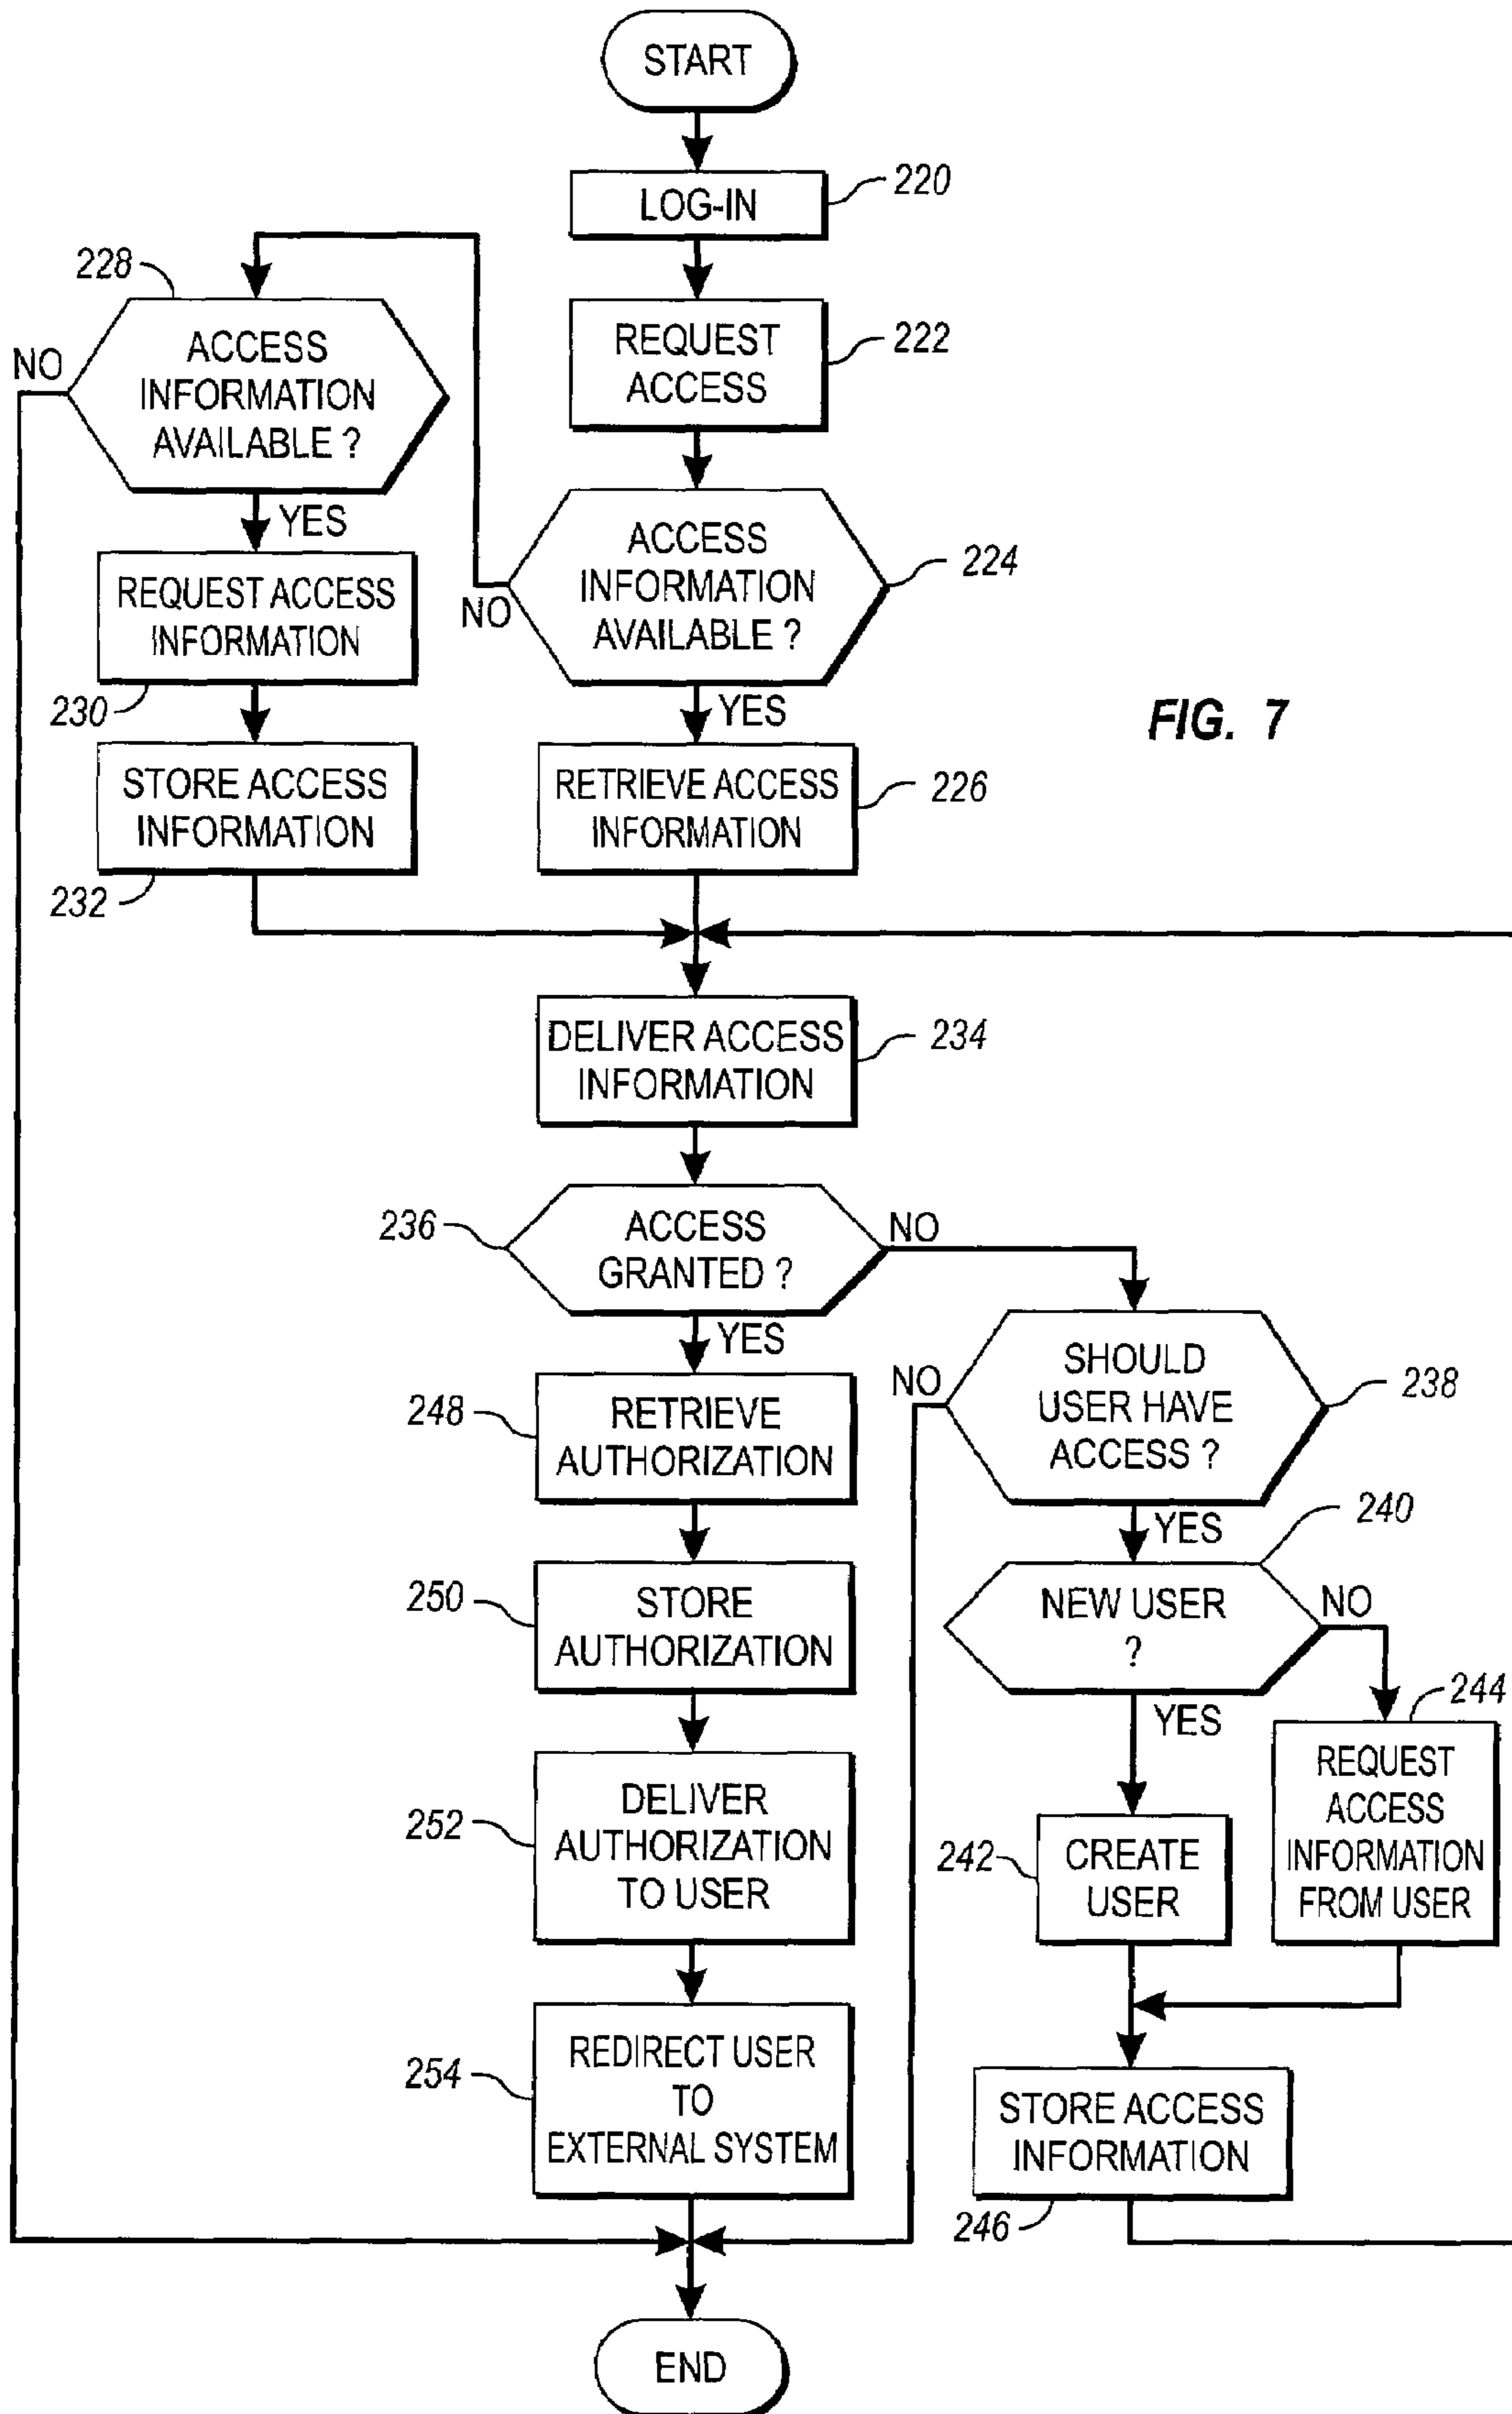 START
LOG-IN
220
REQUEST
ACCESS
222
228
ACCESS
INFORMATION
AVAILABLE ?
NO
YES
ACCESS
INFORMATION
AVAILABLE ?
224
NO
YES
REQUEST ACCESS
INFORMATION
230
FIG. 7
STORE ACCESS
INFORMATION
232
RETRIEVE ACCESS
INFORMATION
226
DELIVER ACCESS
INFORMATION
234
236
ACCESS
GRANTED ?
NO
YES
SHOULD
USER HAVE
ACCESS ?
NO
238
YES
248
RETRIEVE
AUTHORIZATION
240
NEW USER
?
NO
YES
250
STORE
AUTHORIZATION
244
REQUEST
ACCESS
INFORMATION
FROM USER
252
DELIVER
AUTHORIZATION
TO USER
242
CREATE
USER
254
REDIRECT USER
TO
EXTERNAL SYSTEM
STORE ACCESS
INFORMATION
246
END